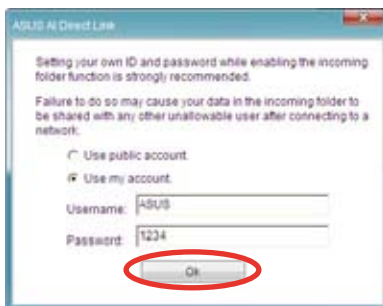 ASUS AI Direct Link
Setting your own ID and password while enabling the incoming
folder function is strongly recommended.
Failure to do so may cause your data in the incoming folder to
be shared with any other unallowable user after connecting to a
network.
Use public account.
Use my account.
Username: ASUS
Password: 1234
Ok